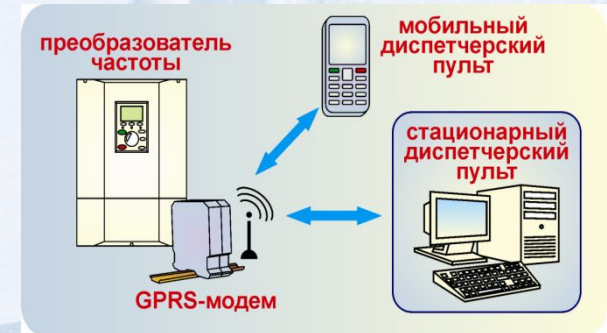 преобразователь
частоты
мобильный
диспетчерский
пульт
стационарный
диспетчерский
пульт
GPRS-модем